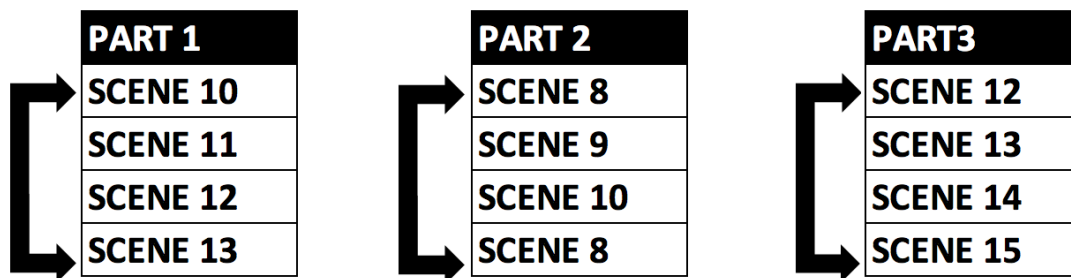 PART 1
SCENE 10
SCENE 11
SCENE 12
SCENE 13
PART 2
SCENE 8
SCENE 9
SCENE 10
SCENE 8
PART3
SCENE 12
SCENE 13
SCENE 14
SCENE 15